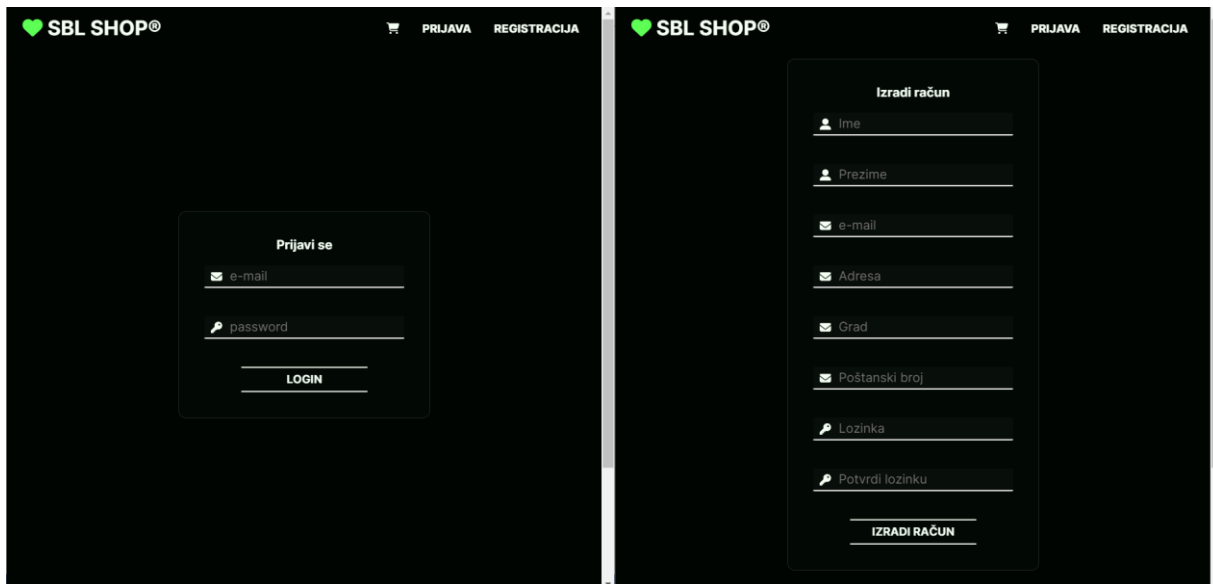 SBL SHOP®
PRIJAVA
REGISTRACIJA
Prijavi se
e-mail
password
LOGIN
SBL SHOP®
PRIJAVA
REGISTRACIJA
Izradi račun
Ime
Prezime
e-mail
Adresa
Grad
Poštanski broj
Lozinka
Potvrdi lozinku
IZRADI RAČUN